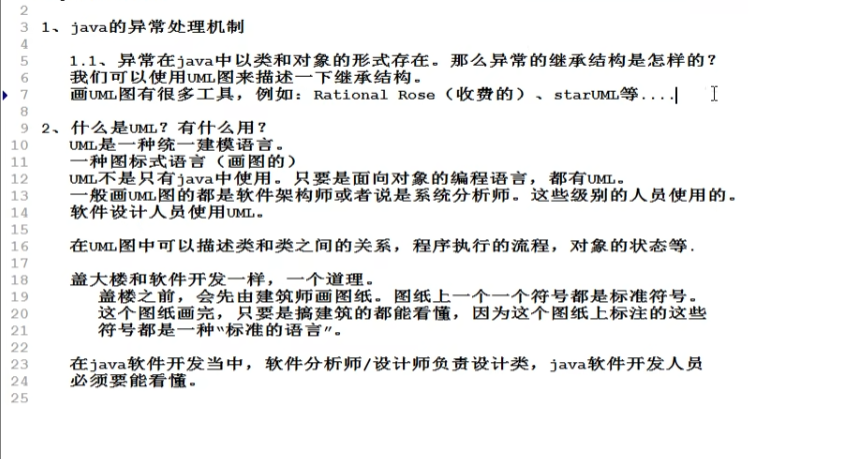 2
3 1、java的异常处理机制
4
5 1.1、异常在java中以类和对象的形式存在。那么异常的继承结构是怎样的？
6 我们可以使用UML图来描述一下继承结构。
7 画UML图有很多工具，例如：Rational Rose（收费的）、starUML等....
8
9 2、什么是UML？有什么用？
10 UML是一种统一建模语言。
11 一种图标式语言（画图的）
12 UML不是只有java中使用。只要是面向对象的编程语言，都有UML。
13 一般画UML图的都是软件架构师或者说是系统分析师。这些级别的人员使用的。
14 软件设计人员使用UML。
15
16 在UML图中可以描述类和类之间的关系，程序执行的流程，对象的状态等.
17
18 盖大楼和软件开发一样，一个道理。
19 盖楼之前，会先由建筑师画图纸。图纸上一个一个符号都是标准符号。
20 这个图纸画完，只要是搞建筑的都能看懂，因为这个图纸上标注的这些
21 符号都是一种“标准的语言”。
22
23 在java软件开发当中，软件分析师/设计师负责设计类，java软件开发人员
24 必须要能看懂。
25